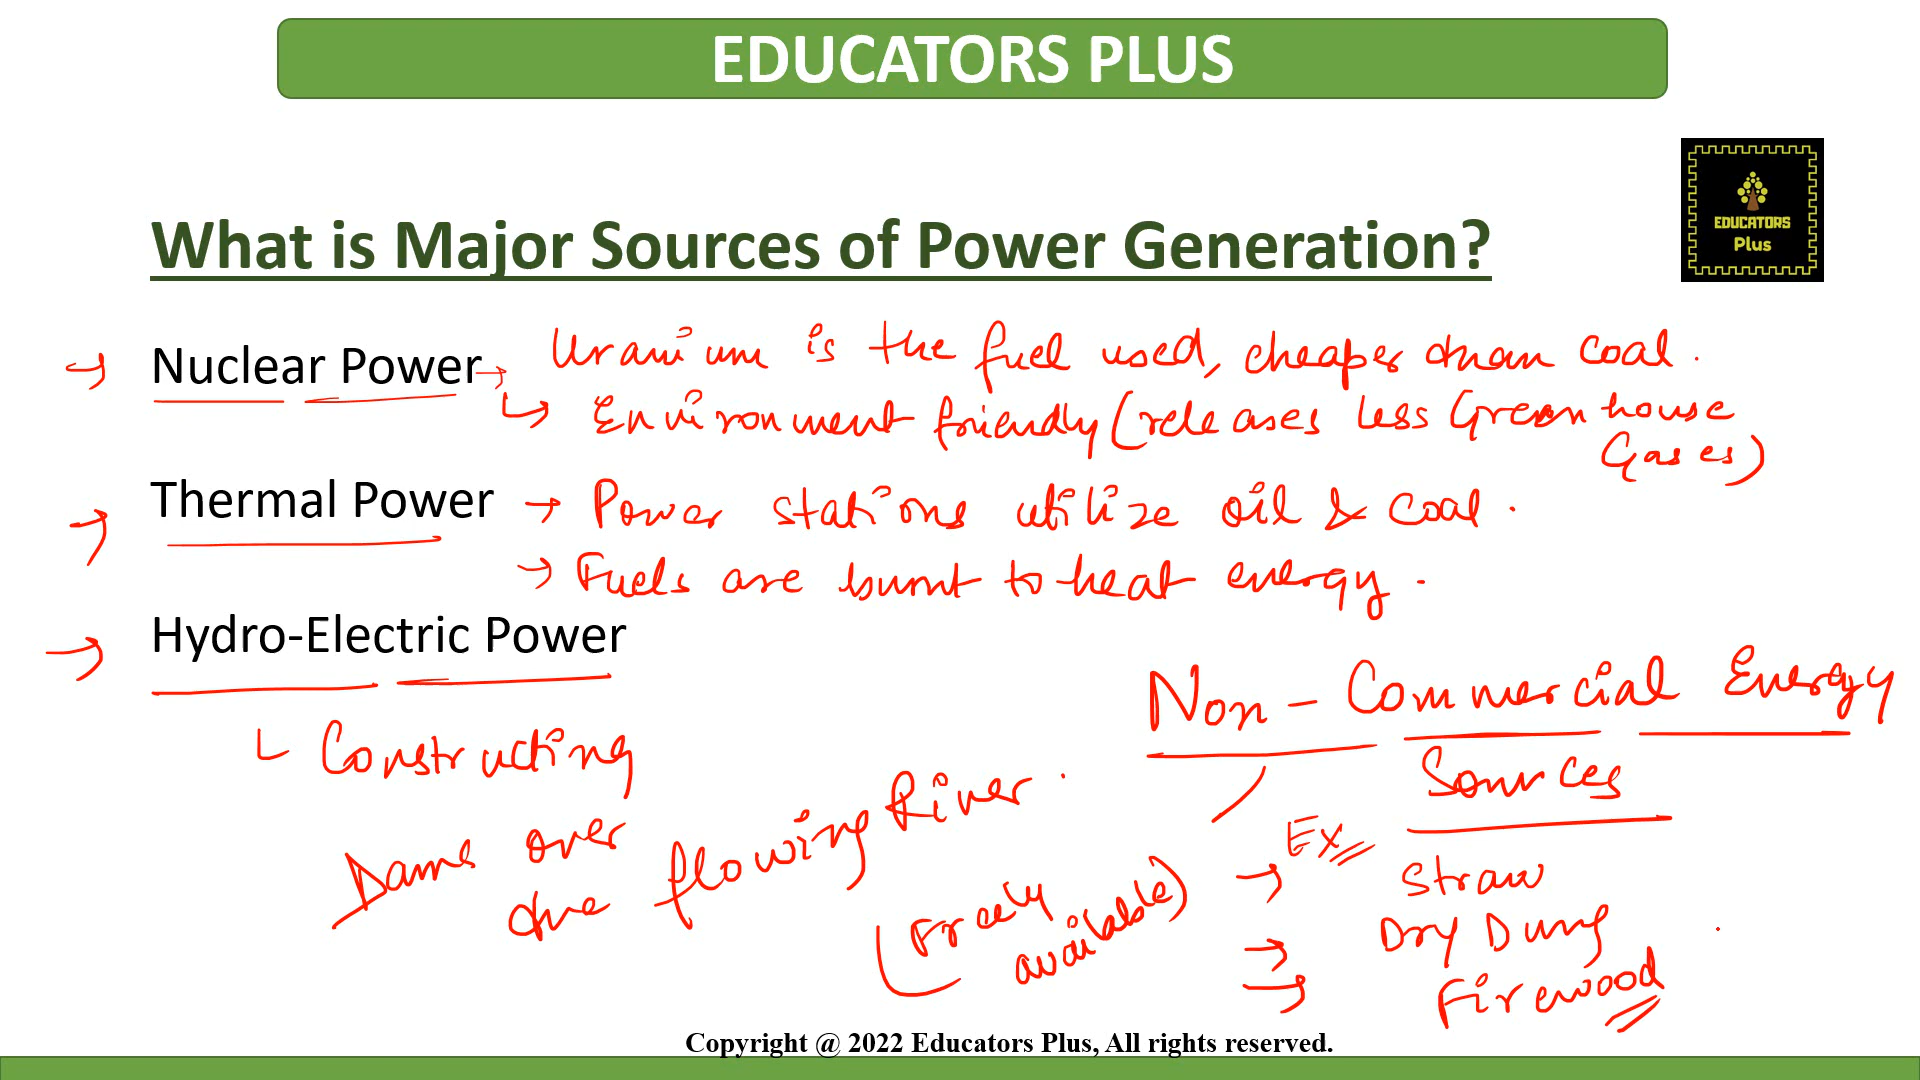 EDUCATORS PLUS
EDUCATORS
Plus
What is Major Sources of Power Generation?
Nuclear Power → Uranium is the fuel used, cheaper than coal.
↳ Environment friendly (releases less Green house
Gases)
Thermal Power → Power stations utilize oil & coal.
→ Fuels are burnt to heat energy.
Hydro-Electric Power
Constructing
Dams over
the flowing River.
Non-Commercial Energy
Sources
(Freely
available)
Ex
→ Straw
→ Dry Dung
→ Firewood
Copyright @ 2022 Educators Plus, All rights reserved.